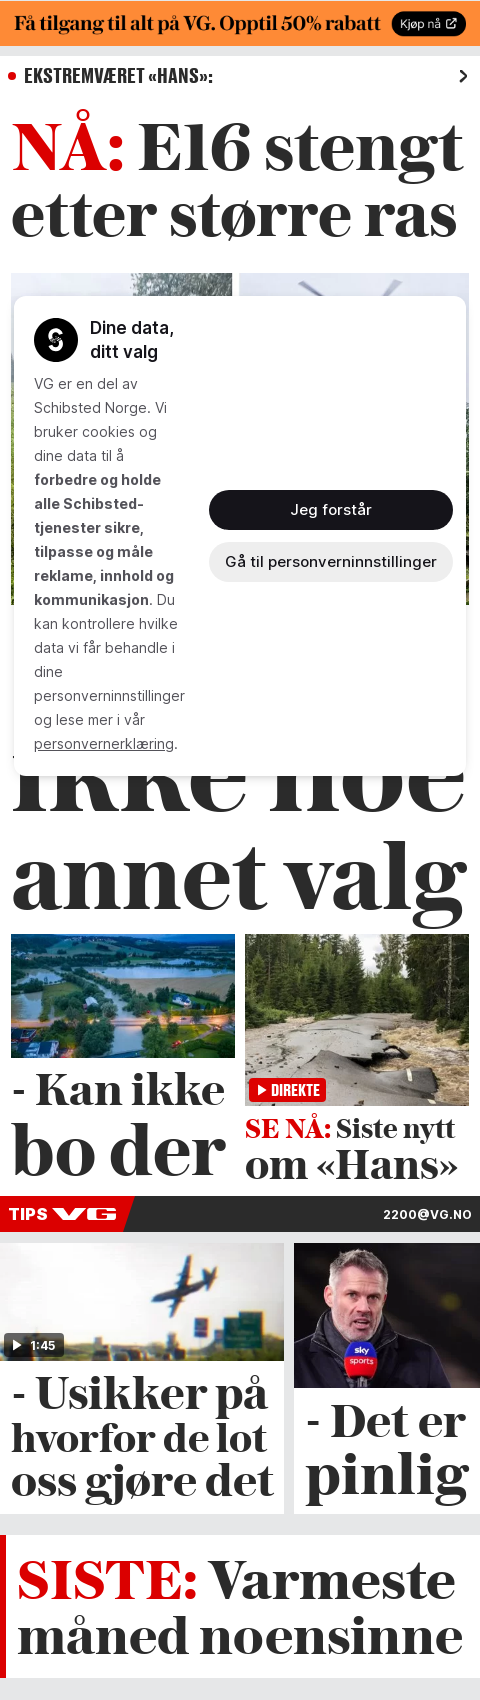 Få tilgang til alt på VG. Opptil 50% rabatt
Kjøp nå
EKSTREMVÆRET «HANS»:
NÅ: E16 stengt
etter større ras
Dine data,
ditt valg
VG er en del av
Schibsted Norge. Vi
bruker cookies og
dine data til å
forbedre og holde
alle Schibsted-
tjenester sikre,
tilpasse og måle
reklame, innhold og
kommunikasjon. Du
kan kontrollere hvilke
data vi får behandle i
dine
personverninnstillinger
og lese mer i vår
personvernerklæring.
Jeg forstår
Gå til personverninnstillinger
ikke noe
annet valg
- Kan ikke
bo der
DIREKTE
SE NÅ: Siste nytt
om «Hans»
TIPS VG
2200@VG.NO
1:45
- Usikker på
hvorfor de lot
oss gjøre det
sky
sports
- Det er
pinlig
SISTE: Varmeste
måned noensinne